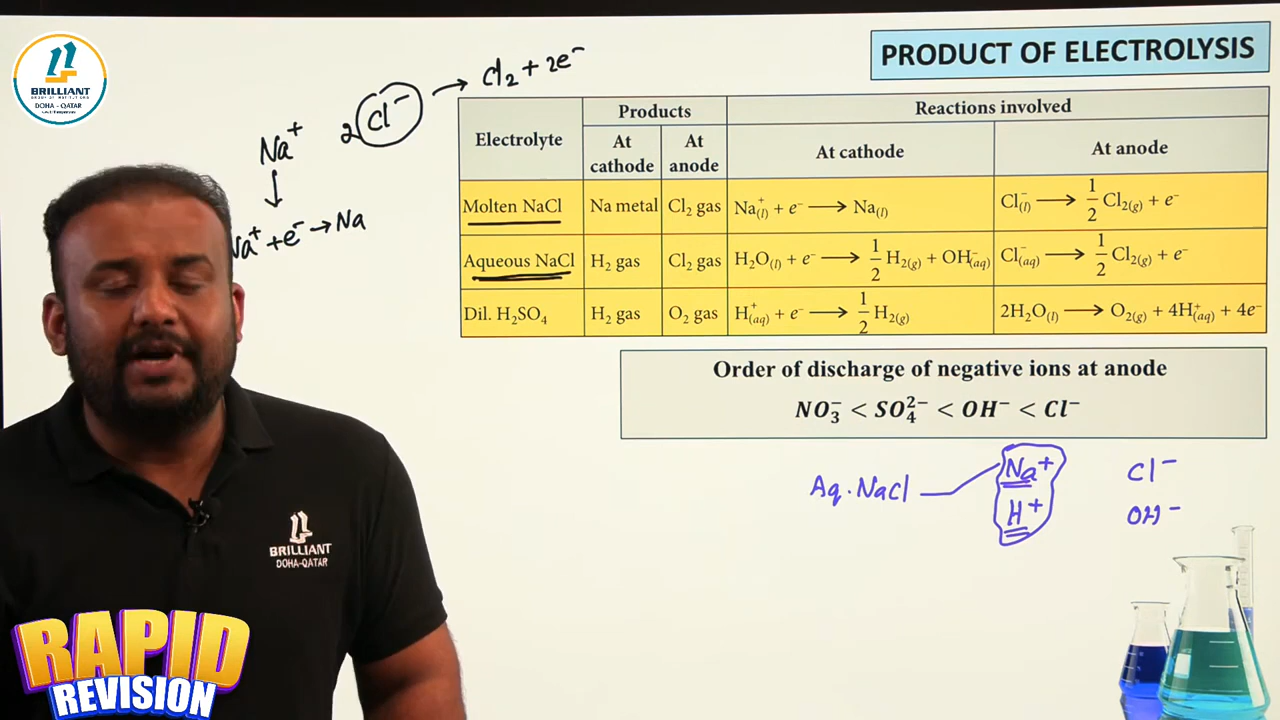 BRILLIANT
GROUP OF INSTITUTIONS
DOHA - QATAR
PRODUCT OF ELECTROLYSIS
2Cl⁻ → Cl₂ + 2e⁻
Na⁺
↓
Na⁺ + e⁻ → Na
Electrolyte | Products | Reactions involved
At cathode | At anode | At cathode | At anode
Molten NaCl | Na metal | Cl₂ gas | Na⁺(l) + e⁻ ⟶ Na(l) | Cl⁻(l) ⟶ 1/2 Cl₂(g) + e⁻
Aqueous NaCl | H₂ gas | Cl₂ gas | H₂O(l) + e⁻ ⟶ 1/2 H₂(g) + OH⁻(aq) | Cl⁻(aq) ⟶ 1/2 Cl₂(g) + e⁻
Dil. H₂SO₄ | H₂ gas | O₂ gas | H⁺(aq) + e⁻ ⟶ 1/2 H₂(g) | 2H₂O(l) ⟶ O₂(g) + 4H⁺(aq) + 4e⁻
Order of discharge of negative ions at anode
NO₃⁻ < SO₄²⁻ < OH⁻ < Cl⁻
Aq. NaCl Na⁺ Cl⁻
H⁺ OH⁻
BRILLIANT
DOHA-QATAR
RAPID
REVISION